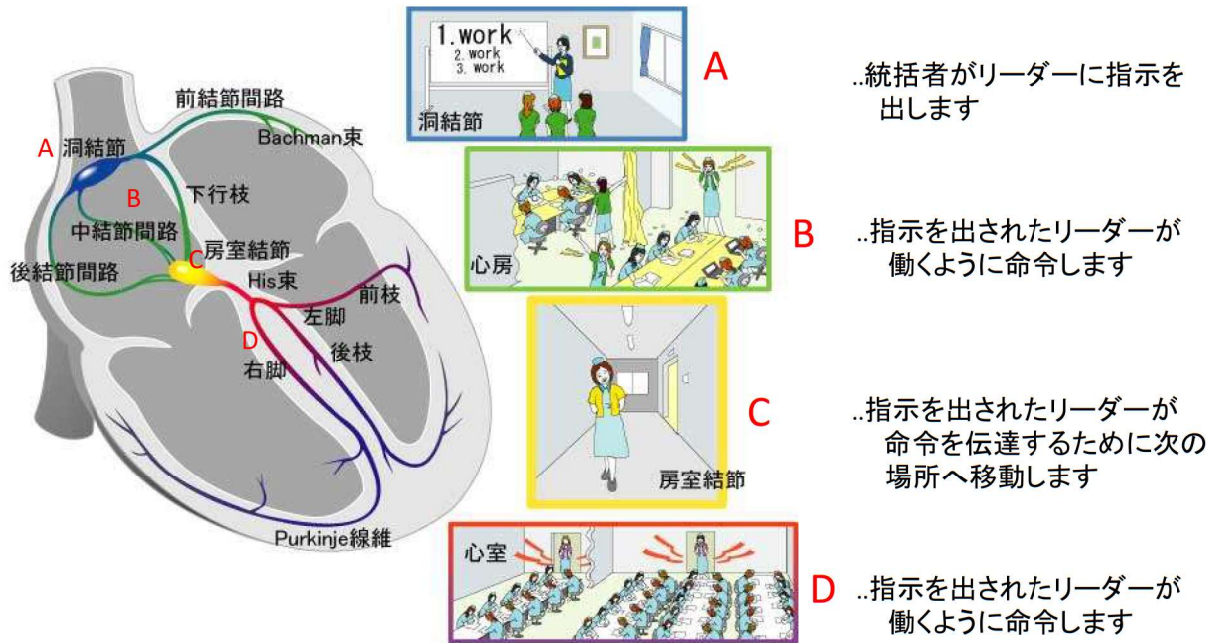 前結節間路
Bachman束
A
洞結節
B
下行枝
中結節間路
C
房室結節
後結節間路
His束
前枝
左脚
D
後枝
右脚
Purkinje線維
1.work
2. work
3. work
洞結節
A
..統括者がリーダーに指示を
出します
心房
B
..指示を出されたリーダーが
働くように命令します
房室結節
C
..指示を出されたリーダーが
命令を伝達するために次の
場所へ移動します
心室
D
..指示を出されたリーダーが
働くように命令します